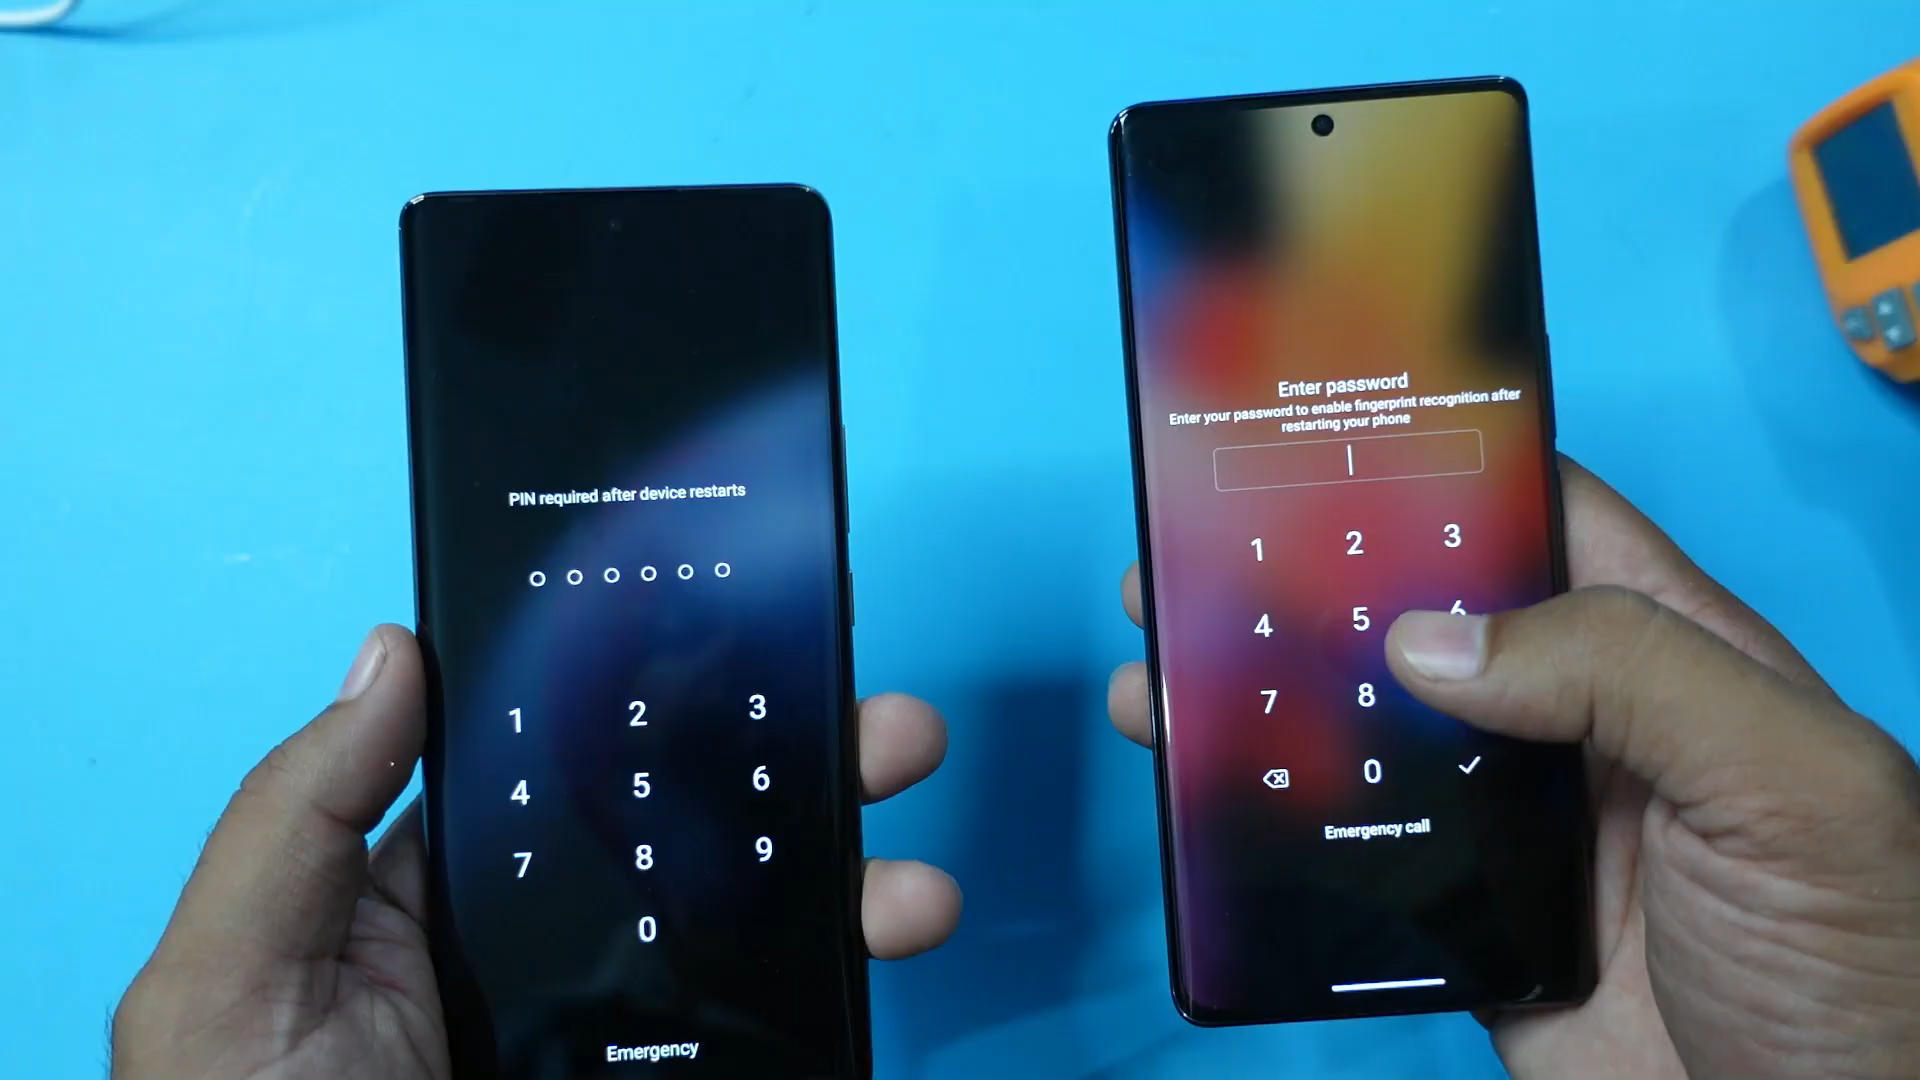 PIN required after device restarts
1 2 3
4 5 6
7 8 9
0
Emergency
Enter password
Enter your password to enable fingerprint recognition after
restarting your phone
1 2 3
4 5 6
7 8
0
Emergency call